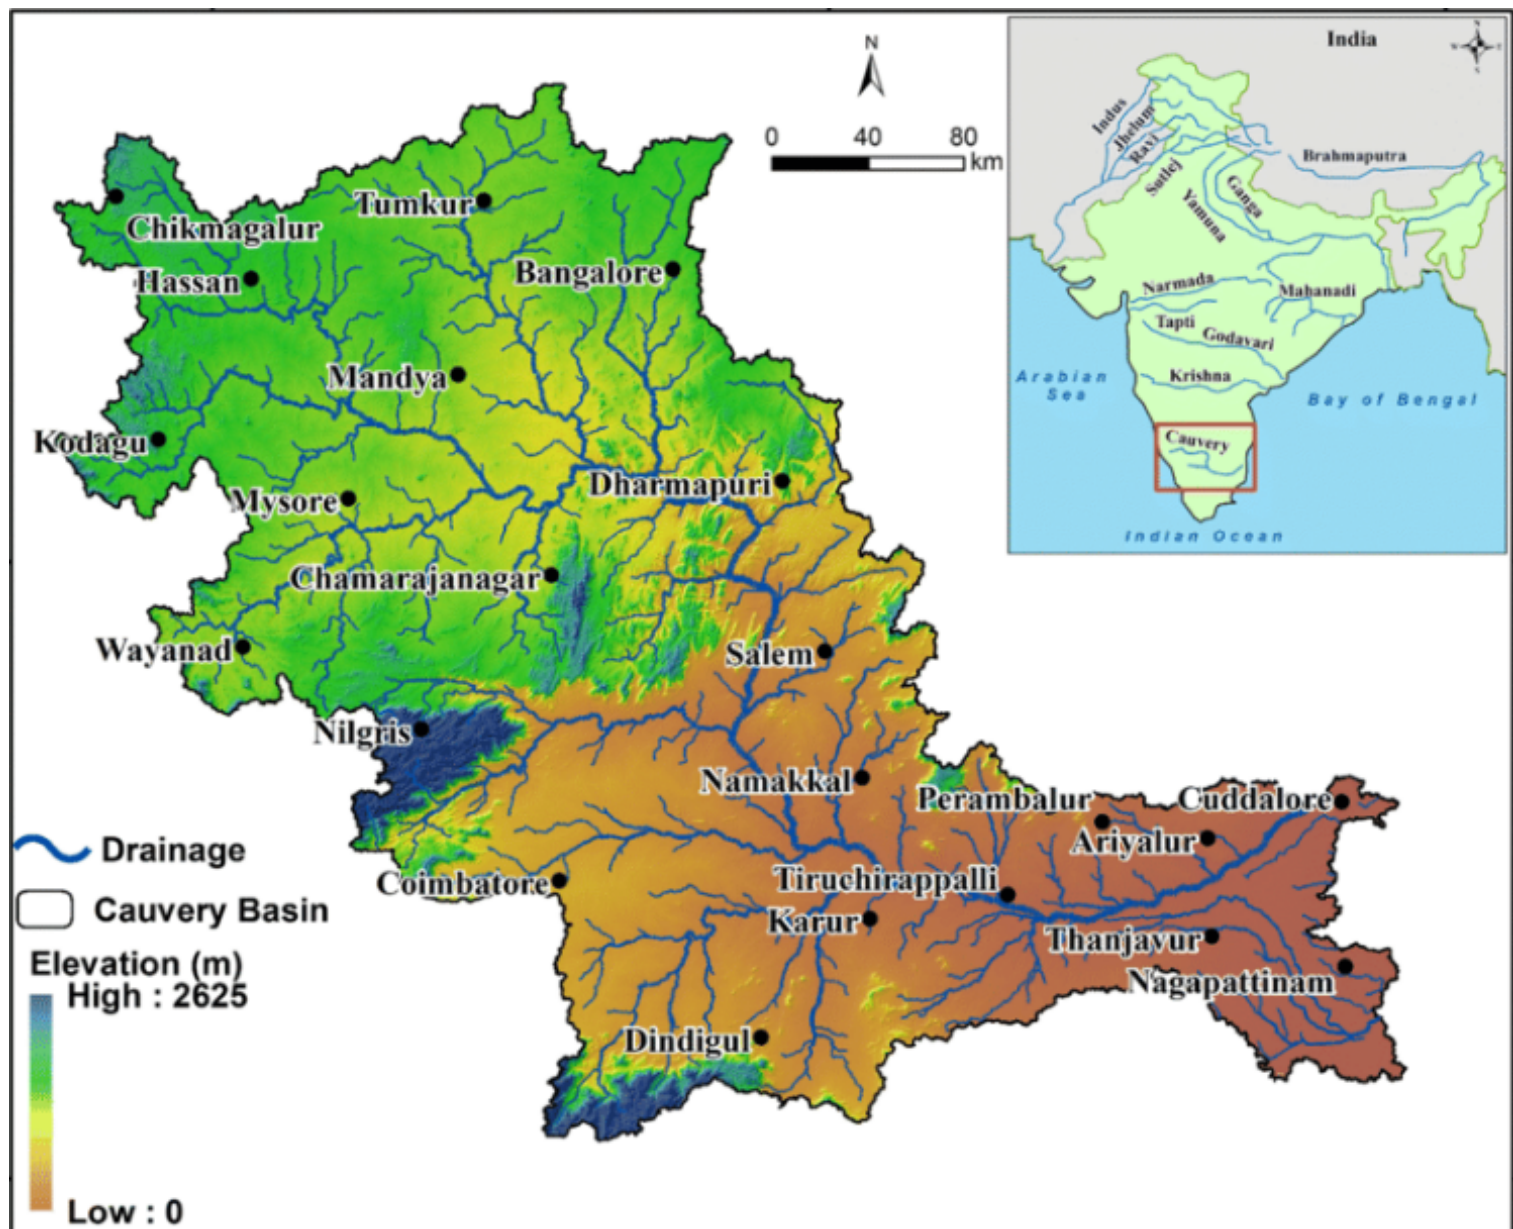 N
0 40 80
km
India
N
W E
S
Indus
Jhelum
Ravi
Sutlej
Ganga
Yamuna
Brahmaputra
Narmada
Mahanadi
Tapti
Godavari
Krishna
Arabian
Sea
Bay of Bengal
Cauvery
Indian Ocean
Tumkur
Chikmagalur
Hassan
Bangalore
Mandya
Kodagu
Mysore
Dharmapuri
Chamarajanagar
Wayanad
Salem
Nilgris
Namakkal
Perambalur
Cuddalore
Ariyalur
Coimbatore
Tiruchirappalli
Karur
Thanjavur
Nagapattinam
Dindigul
Drainage
Cauvery Basin
Elevation (m)
High : 2625
Low : 0